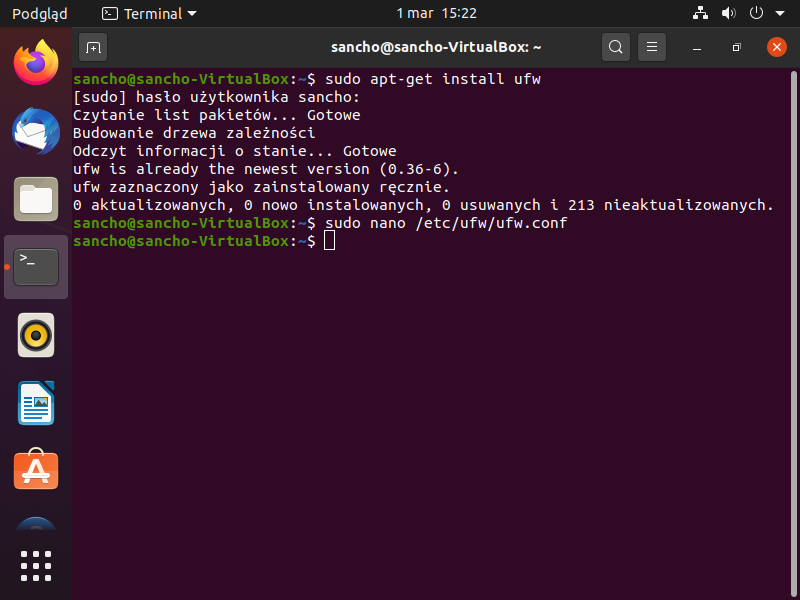 Podgląd
Terminal
1 mar 15:22
sancho@sancho-VirtualBox: ~
sancho@sancho-VirtualBox:~$ sudo apt-get install ufw
[sudo] hasło użytkownika sancho:
Czytanie list pakietów... Gotowe
Budowanie drzewa zależności
Odczyt informacji o stanie... Gotowe
ufw is already the newest version (0.36-6).
ufw zaznaczony jako zainstalowany ręcznie.
0 aktualizowanych, 0 nowo instalowanych, 0 usuwanych i 213 nieaktualizowanych.
sancho@sancho-VirtualBox:~$ sudo nano /etc/ufw/ufw.conf
sancho@sancho-VirtualBox:~$